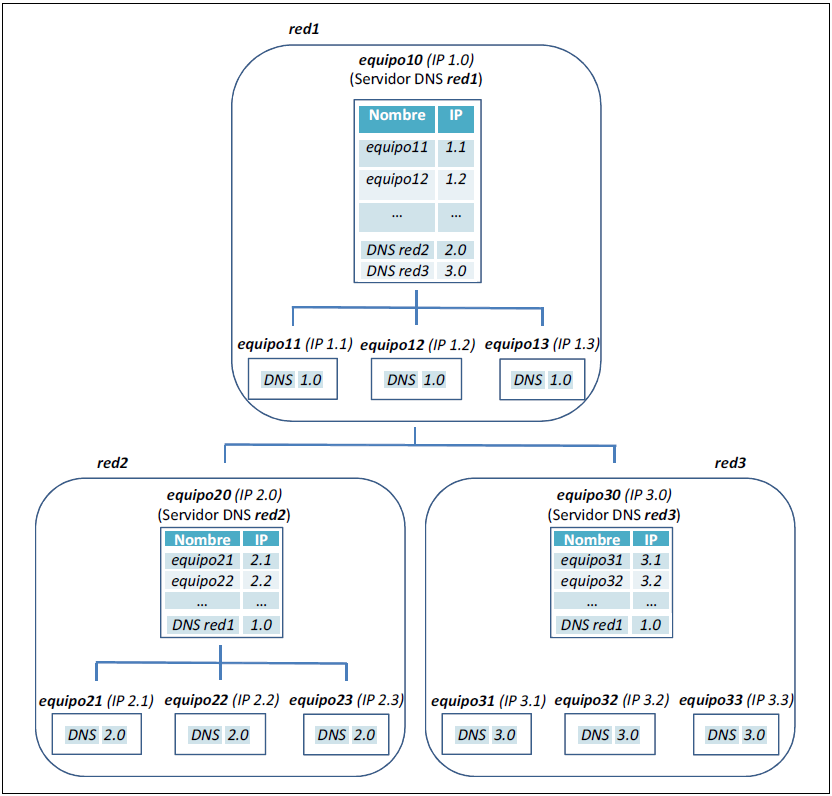 red1
equipo10 (IP 1.0)
(Servidor DNS red1)
Nombre IP
equipo11 1.1
equipo12 1.2
... ...
DNS red2 2.0
DNS red3 3.0
equipo11 (IP 1.1) equipo12 (IP 1.2) equipo13 (IP 1.3)
DNS 1.0 DNS 1.0 DNS 1.0
red2
equipo20 (IP 2.0)
(Servidor DNS red2)
Nombre IP
equipo21 2.1
equipo22 2.2
... ...
DNS red1 1.0
equipo21 (IP 2.1) equipo22 (IP 2.2) equipo23 (IP 2.3)
DNS 2.0 DNS 2.0 DNS 2.0
red3
equipo30 (IP 3.0)
(Servidor DNS red3)
Nombre IP
equipo31 3.1
equipo32 3.2
... ...
DNS red1 1.0
equipo31 (IP 3.1) equipo32 (IP 3.2) equipo33 (IP 3.3)
DNS 3.0 DNS 3.0 DNS 3.0